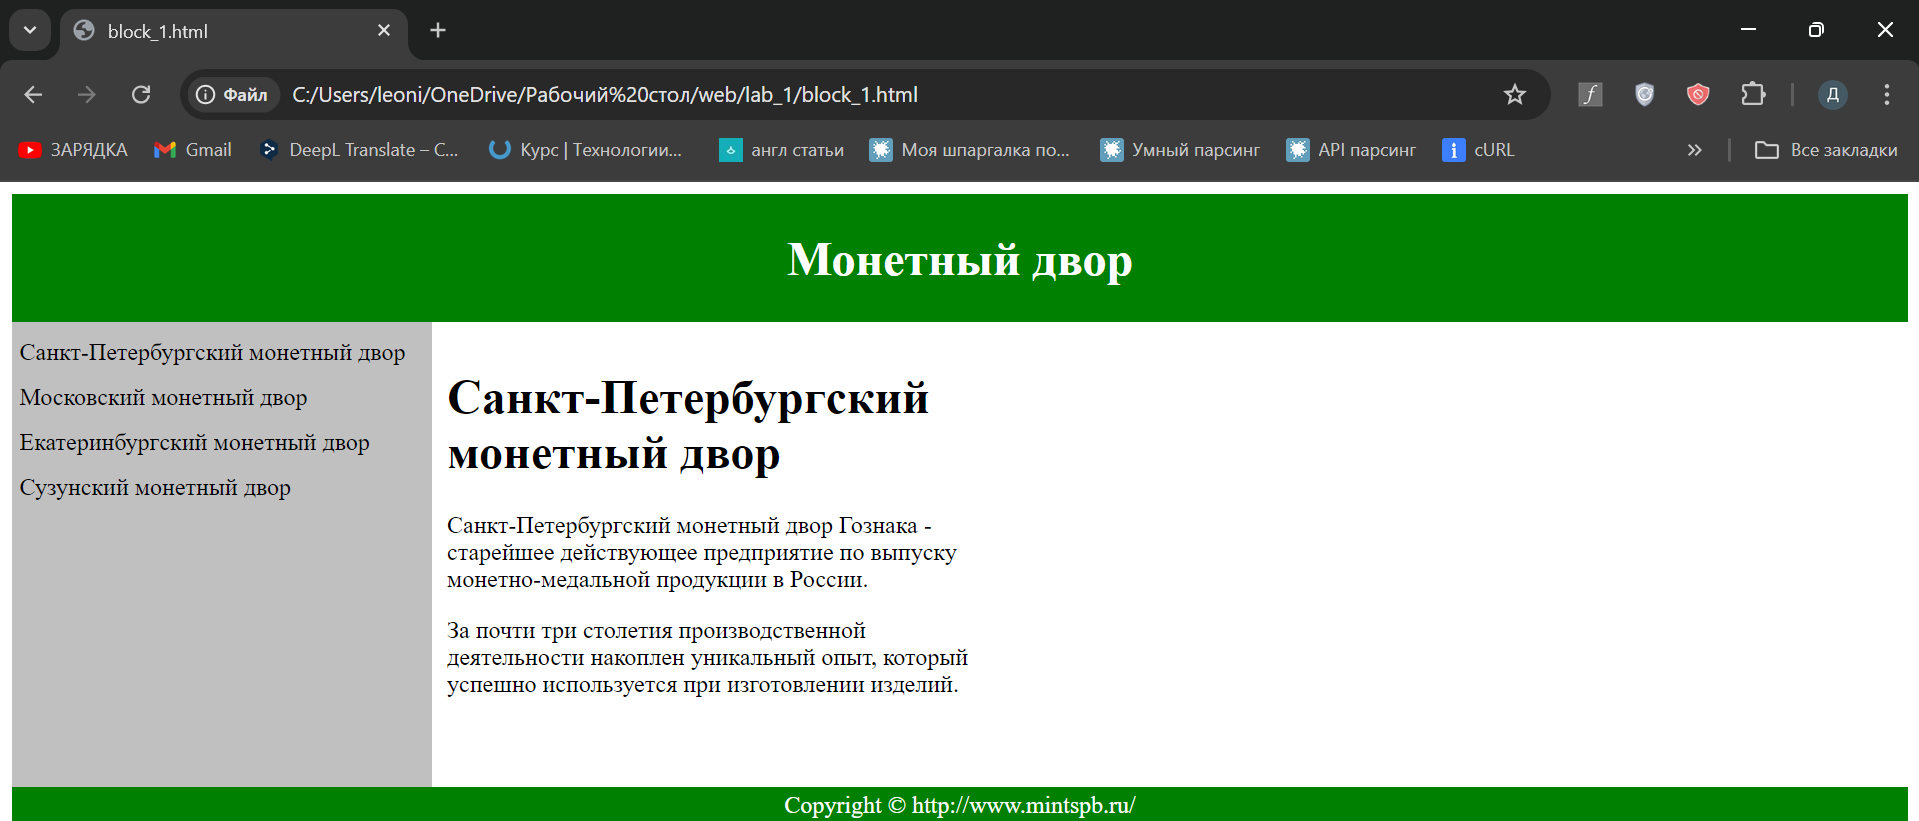 block_1.html
Файл C:/Users/leoni/OneDrive/Рабочий%20стол/web/lab_1/block_1.html Д
ЗАРЯДКА Gmail DeepL Translate – С... Курс | Технологии... англ статьи Моя шпаргалка по... Умный парсинг API парсинг cURL » Все закладки
Монетный двор
Санкт-Петербургский монетный двор
Московский монетный двор
Екатеринбургский монетный двор
Сузунский монетный двор
Санкт-Петербургский
монетный двор
Санкт-Петербургский монетный двор Гознака -
старейшее действующее предприятие по выпуску
монетно-медальной продукции в России.
За почти три столетия производственной
деятельности накоплен уникальный опыт, который
успешно используется при изготовлении изделий.
Copyright © http://www.mintspb.ru/